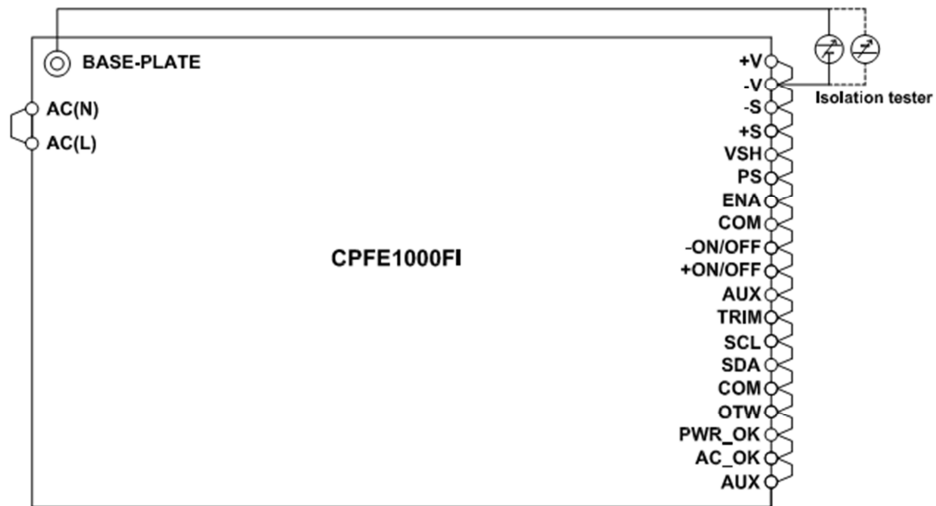 BASE-PLATE
AC(N)
AC(L)
CPFE1000FI
+V
-V
-S
+S
VSH
PS
ENA
COM
-ON/OFF
+ON/OFF
AUX
TRIM
SCL
SDA
COM
OTW
PWR_OK
AC_OK
AUX
Isolation tester